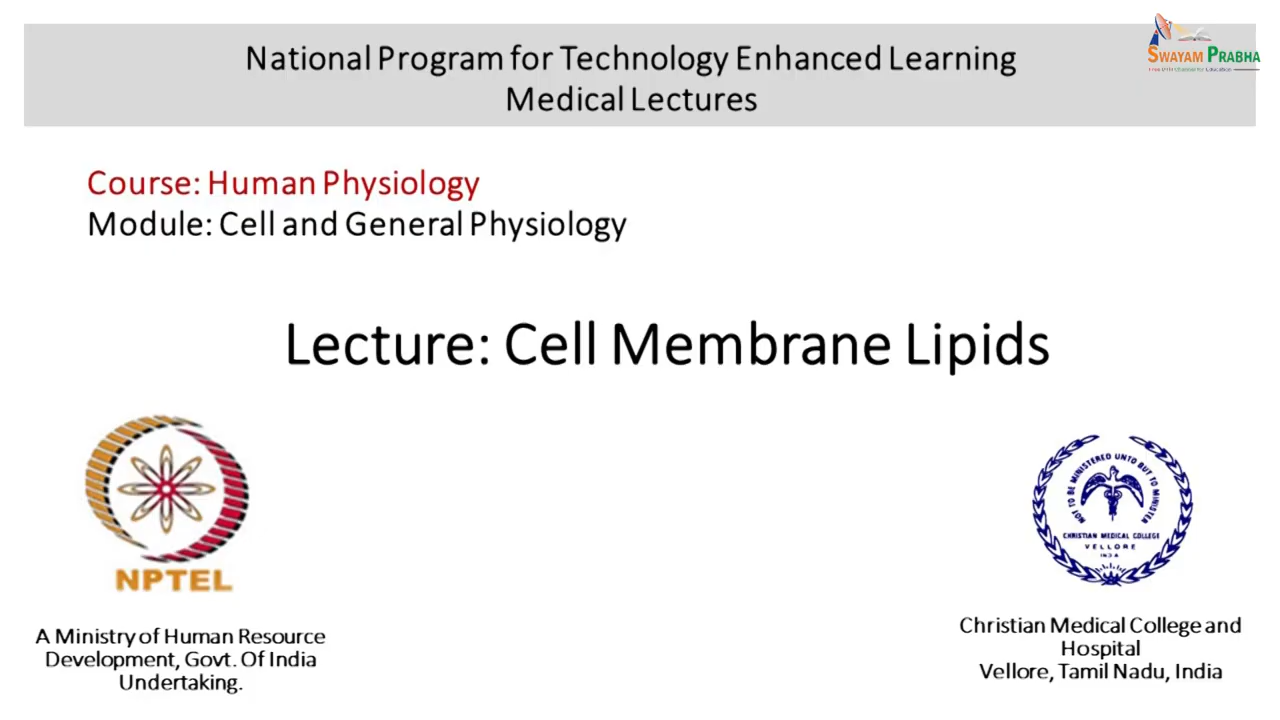 National Program for Technology Enhanced Learning
Medical Lectures
SWAYAM PRABHA
Course: Human Physiology
Module: Cell and General Physiology
Lecture: Cell Membrane Lipids
NPTEL
A Ministry of Human Resource
Development, Govt. Of India
Undertaking.
NOT TO BE MINISTERED UNTO BUT TO MINISTER
CHRISTIAN MEDICAL COLLEGE
VELLORE
INDIA
Christian Medical College and
Hospital
Vellore, Tamil Nadu, India